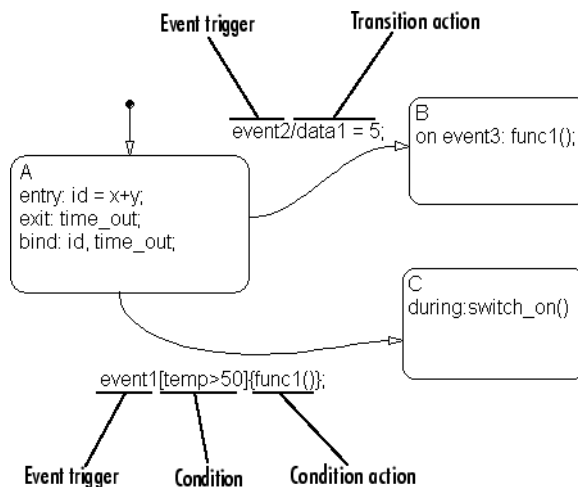 Event trigger
Transition action
event2/data1 = 5;
A
entry: id = x+y;
exit: time_out;
bind: id, time_out;
B
on event3: func1();
C
during:switch_on()
event1[temp>50]{func1()};
Event trigger
Condition
Condition action